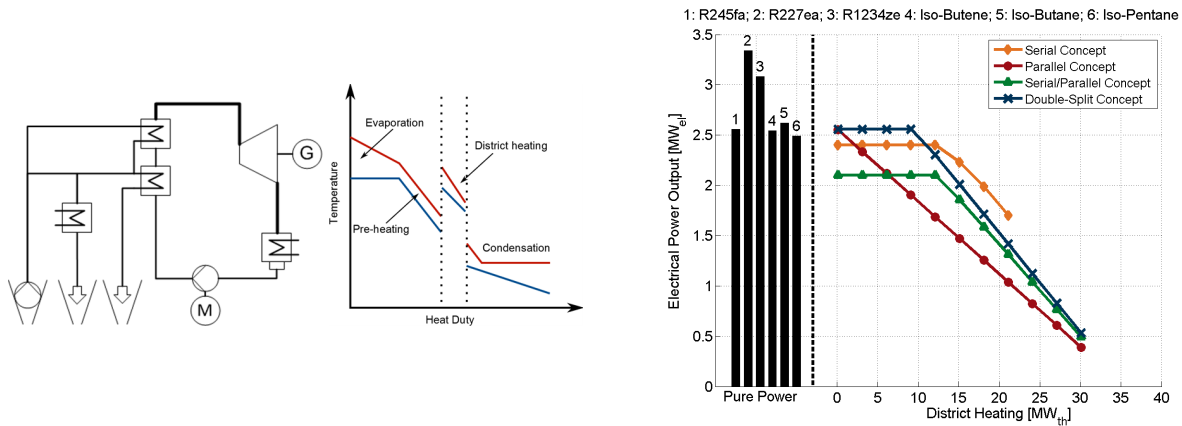 G
M
Temperature
Evaporation
District heating
Pre-heating
Condensation
Heat Duty
1: R245fa; 2: R227ea; 3: R1234ze 4: Iso-Butene; 5: Iso-Butane; 6: Iso-Pentane
Electrical Power Output [MWel]
3.5
3
2.5
2
1.5
1
0.5
0
1
2
3
4
5
6
Serial Concept
Parallel Concept
Serial/Parallel Concept
Double-Split Concept
Pure Power
0
5
10
15
20
25
30
35
40
District Heating [MWth]